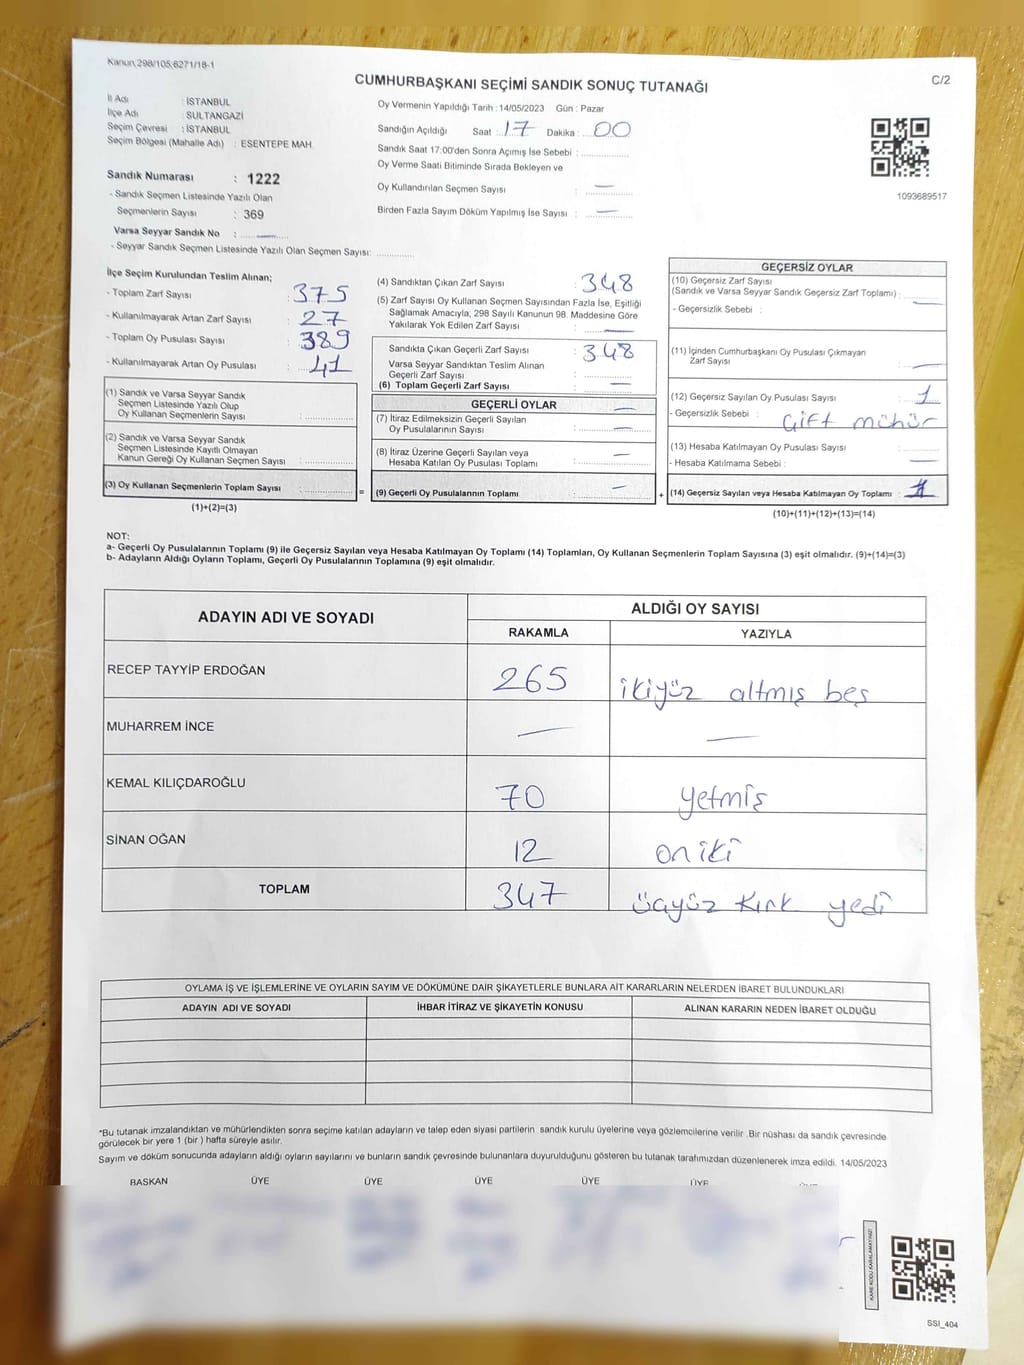 Kanun,298/105,6271/18-1
C/2
CUMHURBAŞKANI SEÇİMİ SANDIK SONUÇ TUTANAĞI
İl Adı : İSTANBUL
İlçe Adı : SULTANGAZİ
Seçim Çevresi : İSTANBUL
Seçim Bölgesi (Mahalle Adı) : ESENTEPE MAH.
Sandık Numarası : 1222
- Sandık Seçmen Listesinde Yazılı Olan
Seçmenlerin Sayısı : 369
Varsa Seyyar Sandık No : —
- Seyyar Sandık Seçmen Listesinde Yazılı Olan Seçmen Sayısı:
Oy Vermenin Yapıldığı Tarih : 14/05/2023 Gün : Pazar
Sandığın Açıldığı Saat : 17 Dakika : 00
Sandık Saat 17:00'den Sonra Açımış İse Sebebi :
Oy Verme Saati Bitiminde Sırada Bekleyen ve
Oy Kullandırılan Seçmen Sayısı : —
Birden Fazla Sayım Döküm Yapılmış İse Sayısı : —
1093689517
İlçe Seçim Kurulundan Teslim Alınan;
- Toplam Zarf Sayısı : 375
- Kullanılmayarak Artan Zarf Sayısı : 27
- Toplam Oy Pusulası Sayısı : 389
- Kullanılmayarak Artan Oy Pusulası : 41
(1) Sandık ve Varsa Seyyar Sandık
Seçmen Listesinde Yazılı Olup
Oy Kullanan Seçmenlerin Sayısı :
(2) Sandık ve Varsa Seyyar Sandık
Seçmen Listesinde Kayıtlı Olmayan
Kanun Gereği Oy Kullanan Seçmen Sayısı :
(3) Oy Kullanan Seçmenlerin Toplam Sayısı :
(1)+(2)=(3)
(4) Sandıktan Çıkan Zarf Sayısı : 348
(5) Zarf Sayısı Oy Kullanan Seçmen Sayısından Fazla İse, Eşitliği
Sağlamak Amacıyla; 298 Sayılı Kanunun 98. Maddesine Göre
Yakılarak Yok Edilen Zarf Sayısı : —
Sandıkta Çıkan Geçerli Zarf Sayısı : 348
Varsa Seyyar Sandıktan Teslim Alınan
Geçerli Zarf Sayısı :
(6) Toplam Geçerli Zarf Sayısı : —
GEÇERLİ OYLAR —
(7) İtiraz Edilmeksizin Geçerli Sayılan
Oy Pusulalarının Sayısı : —
(8) İtiraz Üzerine Geçerli Sayılan veya
Hesaba Katılan Oy Pusulası Toplamı : —
= (9) Geçerli Oy Pusulalarının Toplamı : —
GEÇERSİZ OYLAR
(10) Geçersiz Zarf Sayısı
(Sandık ve Varsa Seyyar Sandık Geçersiz Zarf Toplamı) : —
- Geçersizlik Sebebi :
(11) İçinden Cumhurbaşkanı Oy Pusulası Çıkmayan
Zarf Sayısı : —
(12) Geçersiz Sayılan Oy Pusulası Sayısı : 1
- Geçersizlik Sebebi : Çift mühür
(13) Hesaba Katılmayan Oy Pusulası Sayısı :
- Hesaba Katılmama Sebebi : —
+ (14) Geçersiz Sayılan veya Hesaba Katılmayan Oy Toplamı : 1
(10)+(11)+(12)+(13)=(14)
NOT:
a- Geçerli Oy Pusulalarının Toplamı (9) ile Geçersiz Sayılan veya Hesaba Katılmayan Oy Toplamı (14) Toplamları, Oy Kullanan Seçmenlerin Toplam Sayısına (3) eşit olmalıdır. (9)+(14)=(3)
b- Adayların Aldığı Oyların Toplamı, Geçerli Oy Pusulalarının Toplamına (9) eşit olmalıdır.
ADAYIN ADI VE SOYADI ALDIĞI OY SAYISI
RAKAMLA YAZIYLA
RECEP TAYYİP ERDOĞAN 265 ikiyüz altmış beş
MUHARREM İNCE — —
KEMAL KILIÇDAROĞLU 70 yetmiş
SİNAN OĞAN 12 on iki
TOPLAM 347 üçyüz kırk yedi
OYLAMA İŞ VE İŞLEMLERİNE VE OYLARIN SAYIM VE DÖKÜMÜNE DAİR ŞİKAYETLERLE BUNLARA AİT KARARLARIN NELERDEN İBARET BULUNDUKLARI
ADAYIN ADI VE SOYADI İHBAR İTİRAZ VE ŞİKAYETİN KONUSU ALINAN KARARIN NEDEN İBARET OLDUĞU
*Bu tutanak imzalandıktan ve mühürlendikten sonra seçime katılan adayların ve talep eden siyasi partilerin sandık kurulu üyelerine veya gözlemcilerine verilir .Bir nüshası da sandık çevresinde
görülecek bir yere 1 (bir ) hafta süreyle asılır.
Sayım ve döküm sonucunda adayların aldığı oyların sayılarını ve bunların sandık çevresinde bulunanlara duyurulduğunu gösteren bu tutanak tarafımızdan düzenlenerek imza edildi. 14/05/2023
BAŞKAN ÜYE ÜYE ÜYE ÜYE ÜYE
KARE KODU KARALAMAYINIZ!
SSI_404